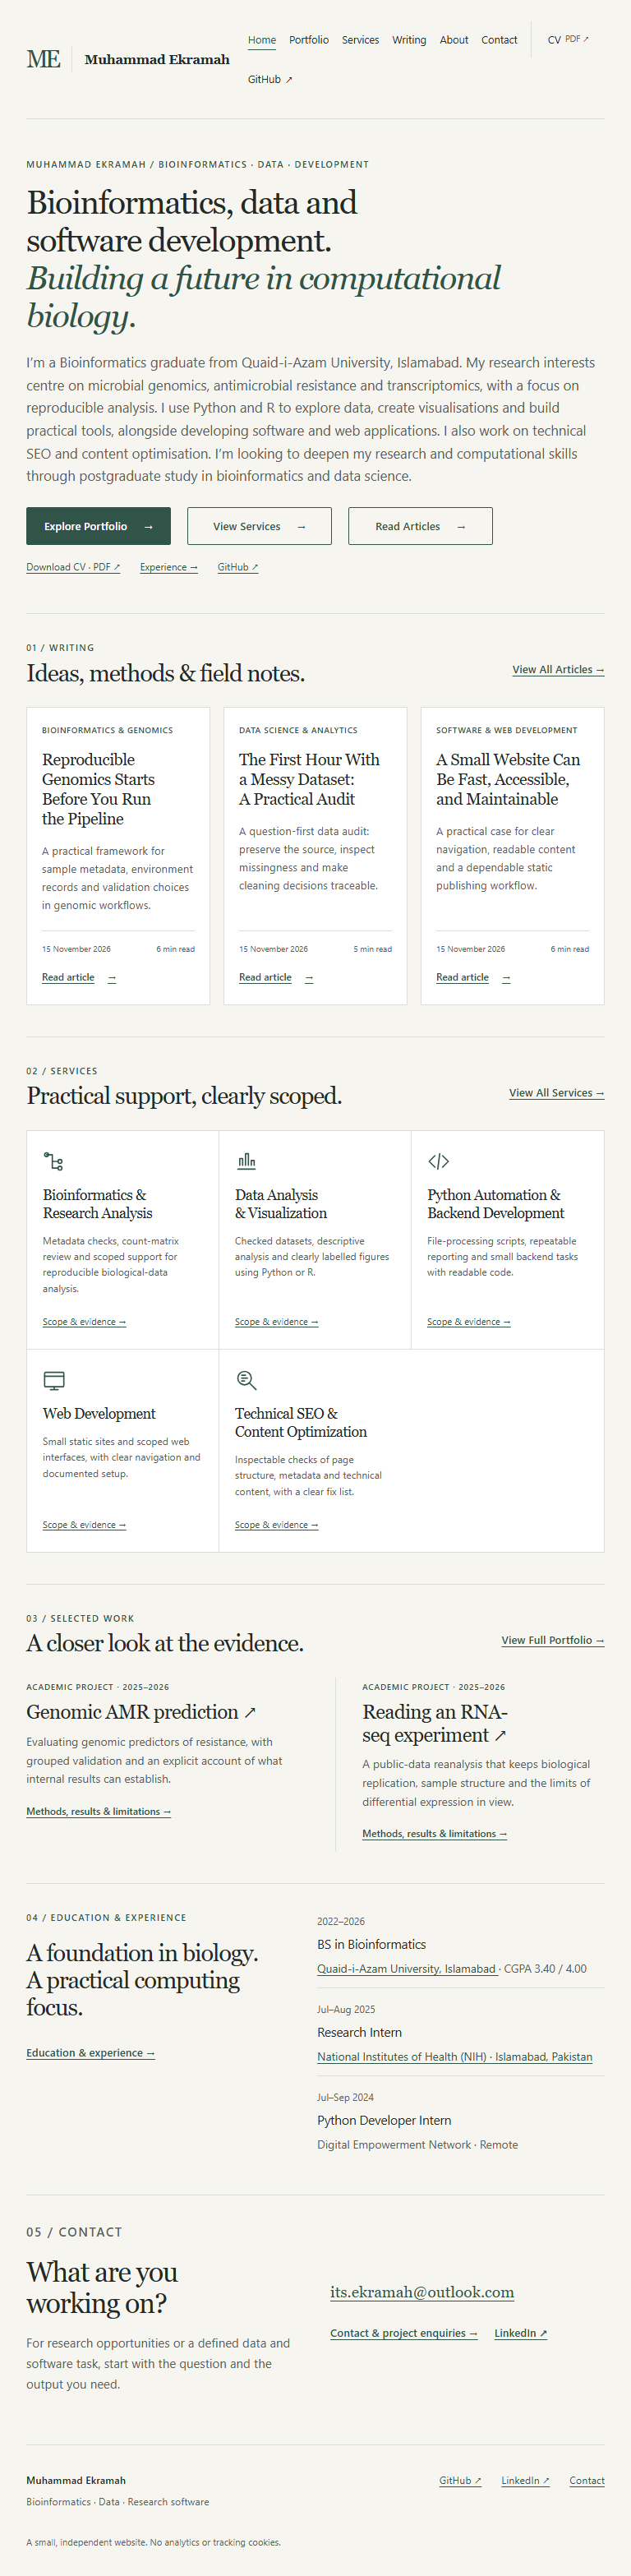 ME
Muhammad Ekramah
Home Portfolio Services Writing About Contact CV PDF ↗
GitHub ↗
MUHAMMAD EKRAMAH / BIOINFORMATICS · DATA · DEVELOPMENT
Bioinformatics, data and
software development.
Building a future in computational
biology.
I’m a Bioinformatics graduate from Quaid-i-Azam University, Islamabad. My research interests
centre on microbial genomics, antimicrobial resistance and transcriptomics, with a focus on
reproducible analysis. I use Python and R to explore data, create visualisations and build
practical tools, alongside developing software and web applications. I also work on technical
SEO and content optimisation. I’m looking to deepen my research and computational skills
through postgraduate study in bioinformatics and data science.
Explore Portfolio → View Services → Read Articles →
Download CV · PDF ↗ Experience → GitHub ↗
01 / WRITING
Ideas, methods & field notes.
View All Articles →
BIOINFORMATICS & GENOMICS
Reproducible
Genomics Starts
Before You Run
the Pipeline
A practical framework for
sample metadata, environment
records and validation choices
in genomic workflows.
15 November 2026 6 min read
Read article →
DATA SCIENCE & ANALYTICS
The First Hour With
a Messy Dataset:
A Practical Audit
A question-first data audit:
preserve the source, inspect
missingness and make
cleaning decisions traceable.
15 November 2026 5 min read
Read article →
SOFTWARE & WEB DEVELOPMENT
A Small Website Can
Be Fast, Accessible,
and Maintainable
A practical case for clear
navigation, readable content
and a dependable static
publishing workflow.
15 November 2026 6 min read
Read article →
02 / SERVICES
Practical support, clearly scoped.
View All Services →
Bioinformatics &
Research Analysis
Metadata checks, count-matrix
review and scoped support for
reproducible biological-data
analysis.
Scope & evidence →
Data Analysis
& Visualization
Checked datasets, descriptive
analysis and clearly labelled figures
using Python or R.
Scope & evidence →
Python Automation &
Backend Development
File-processing scripts, repeatable
reporting and small backend tasks
with readable code.
Scope & evidence →
Web Development
Small static sites and scoped web
interfaces, with clear navigation and
documented setup.
Scope & evidence →
Technical SEO &
Content Optimization
Inspectable checks of page
structure, metadata and technical
content, with a clear fix list.
Scope & evidence →
03 / SELECTED WORK
A closer look at the evidence.
View Full Portfolio →
ACADEMIC PROJECT · 2025–2026
Genomic AMR prediction ↗
Evaluating genomic predictors of resistance, with
grouped validation and an explicit account of what
internal results can establish.
Methods, results & limitations →
ACADEMIC PROJECT · 2025–2026
Reading an RNA-
seq experiment ↗
A public-data reanalysis that keeps biological
replication, sample structure and the limits of
differential expression in view.
Methods, results & limitations →
04 / EDUCATION & EXPERIENCE
A foundation in biology.
A practical computing
focus.
Education & experience →
2022–2026
BS in Bioinformatics
Quaid-i-Azam University, Islamabad · CGPA 3.40 / 4.00
Jul–Aug 2025
Research Intern
National Institutes of Health (NIH) · Islamabad, Pakistan
Jul–Sep 2024
Python Developer Intern
Digital Empowerment Network · Remote
05 / CONTACT
What are you
working on?
For research opportunities or a defined data and
software task, start with the question and the
output you need.
its.ekramah@outlook.com
Contact & project enquiries → LinkedIn ↗
Muhammad Ekramah
Bioinformatics · Data · Research software
GitHub ↗ LinkedIn ↗ Contact
A small, independent website. No analytics or tracking cookies.